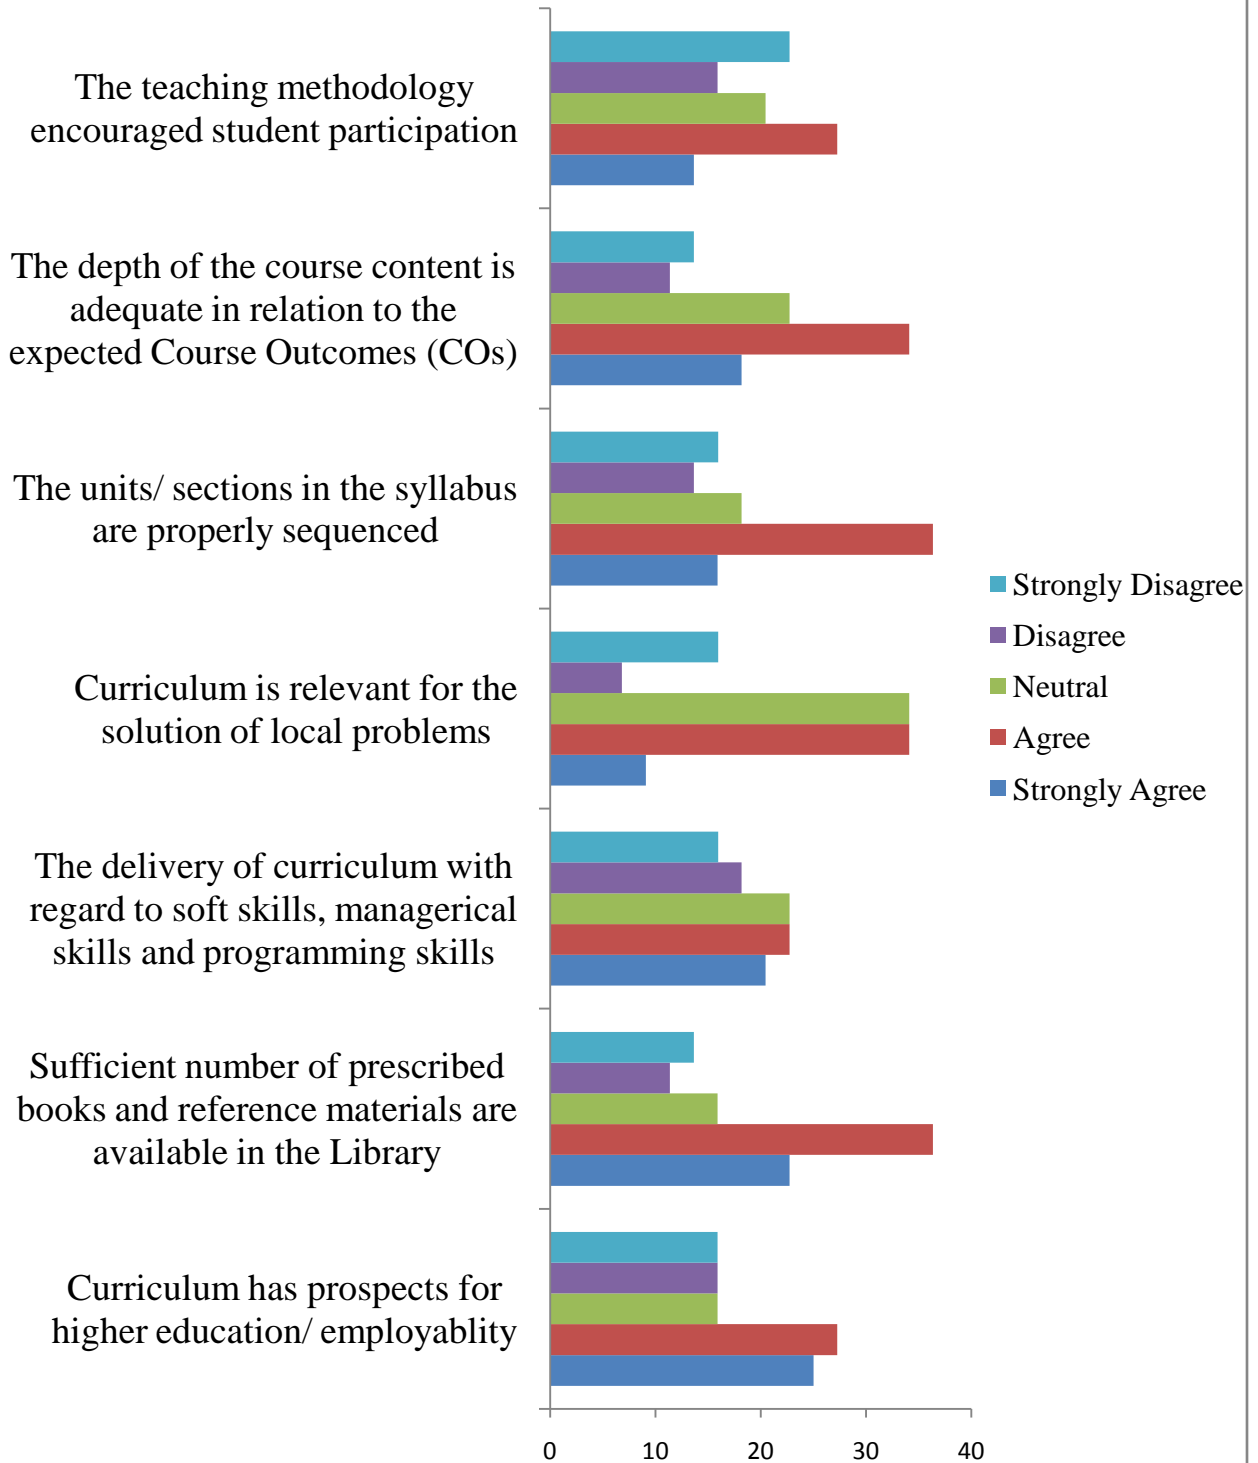 The teaching methodology
encouraged student participation
The depth of the course content is
adequate in relation to the
expected Course Outcomes (COs)
The units/ sections in the syllabus
are properly sequenced
Curriculum is relevant for the
solution of local problems
The delivery of curriculum with
regard to soft skills, managerical
skills and programming skills
Sufficient number of prescribed
books and reference materials are
available in the Library
Curriculum has prospects for
higher education/ employablity
Strongly Disagree
Disagree
Neutral
Agree
Strongly Agree
0 10 20 30 40